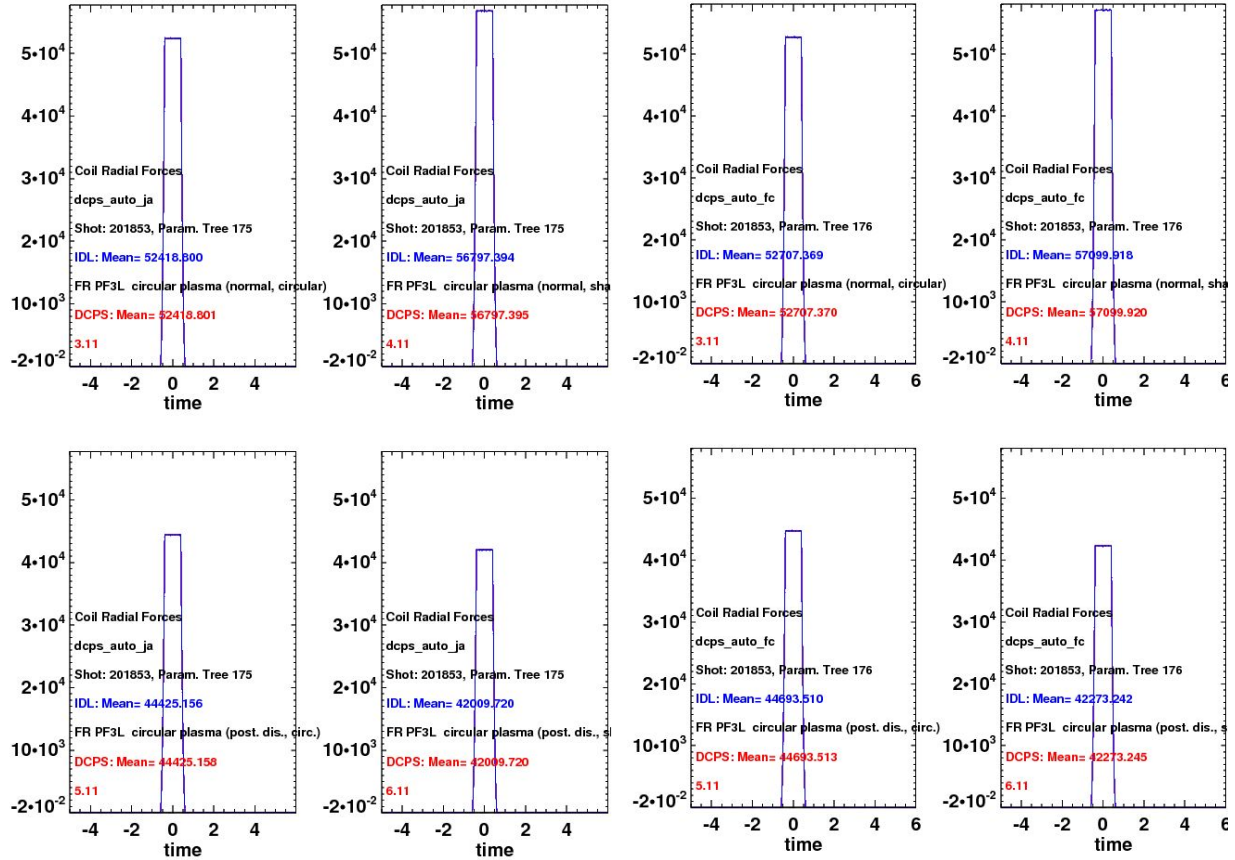 5•10⁴
4•10⁴
3•10⁴
2•10⁴
10•10³
-2•10⁻²
Coil Radial Forces
dcps_auto_ja
Shot: 201853, Param. Tree 175
IDL: Mean= 52418.800
FR PF3L circular plasma (normal, circular)
DCPS: Mean= 52418.801
3.11
-4 -2 0 2 4
time
5•10⁴
4•10⁴
3•10⁴
2•10⁴
10•10³
-2•10⁻²
Coil Radial Forces
dcps_auto_ja
Shot: 201853, Param. Tree 175
IDL: Mean= 56797.394
FR PF3L circular plasma (normal, sha
DCPS: Mean= 56797.395
4.11
-4 -2 0 2 4 6
time
5•10⁴
4•10⁴
3•10⁴
2•10⁴
10•10³
-2•10⁻²
Coil Radial Forces
dcps_auto_fc
Shot: 201853, Param. Tree 176
IDL: Mean= 52707.369
FR PF3L circular plasma (normal, circular)
DCPS: Mean= 52707.370
3.11
-4 -2 0 2 4 6
time
5•10⁴
4•10⁴
3•10⁴
2•10⁴
10•10³
-2•10⁻²
Coil Radial Forces
dcps_auto_fc
Shot: 201853, Param. Tree 176
IDL: Mean= 57099.918
FR PF3L circular plasma (normal, sha
DCPS: Mean= 57099.920
4.11
-4 -2 0 2 4 6
time
5•10⁴
4•10⁴
3•10⁴
2•10⁴
10•10³
-2•10⁻²
Coil Radial Forces
dcps_auto_ja
Shot: 201853, Param. Tree 175
IDL: Mean= 44425.156
FR PF3L circular plasma (post. dis., circ.)
DCPS: Mean= 44425.158
5.11
-4 -2 0 2 4
time
5•10⁴
4•10⁴
3•10⁴
2•10⁴
10•10³
-2•10⁻²
Coil Radial Forces
dcps_auto_ja
Shot: 201853, Param. Tree 175
IDL: Mean= 42009.720
FR PF3L circular plasma (post. dis., s
DCPS: Mean= 42009.720
6.11
-4 -2 0 2 4 6
time
5•10⁴
4•10⁴
3•10⁴
2•10⁴
10•10³
-2•10⁻²
Coil Radial Forces
dcps_auto_fc
Shot: 201853, Param. Tree 176
IDL: Mean= 44693.510
FR PF3L circular plasma (post. dis., circ.)
DCPS: Mean= 44693.513
5.11
-4 -2 0 2 4 6
time
5•10⁴
4•10⁴
3•10⁴
2•10⁴
10•10³
-2•10⁻²
Coil Radial Forces
dcps_auto_fc
Shot: 201853, Param. Tree 176
IDL: Mean= 42273.242
FR PF3L circular plasma (post. dis., s
DCPS: Mean= 42273.245
6.11
-4 -2 0 2 4 6
time